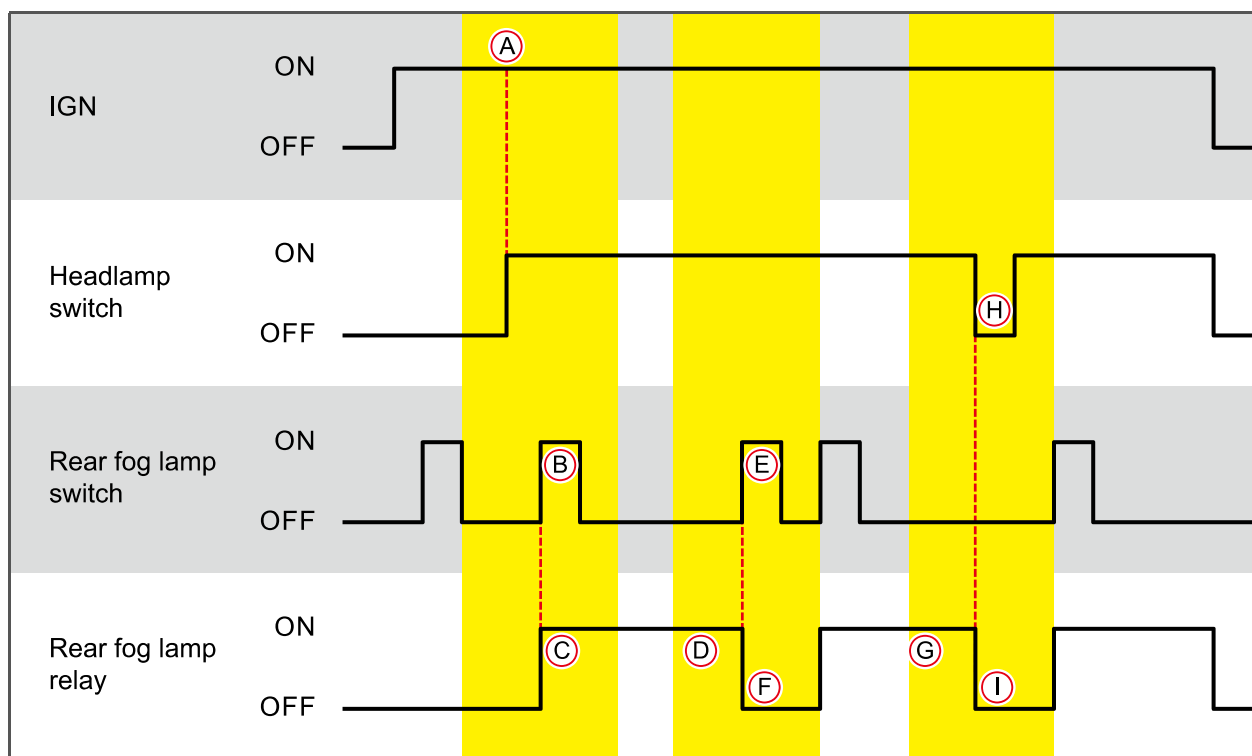 A
ON
IGN
OFF
ON
Headlamp
switch
H
OFF
ON
Rear fog lamp
switch
B
E
OFF
ON
Rear fog lamp
relay
C
D
G
F
I
OFF